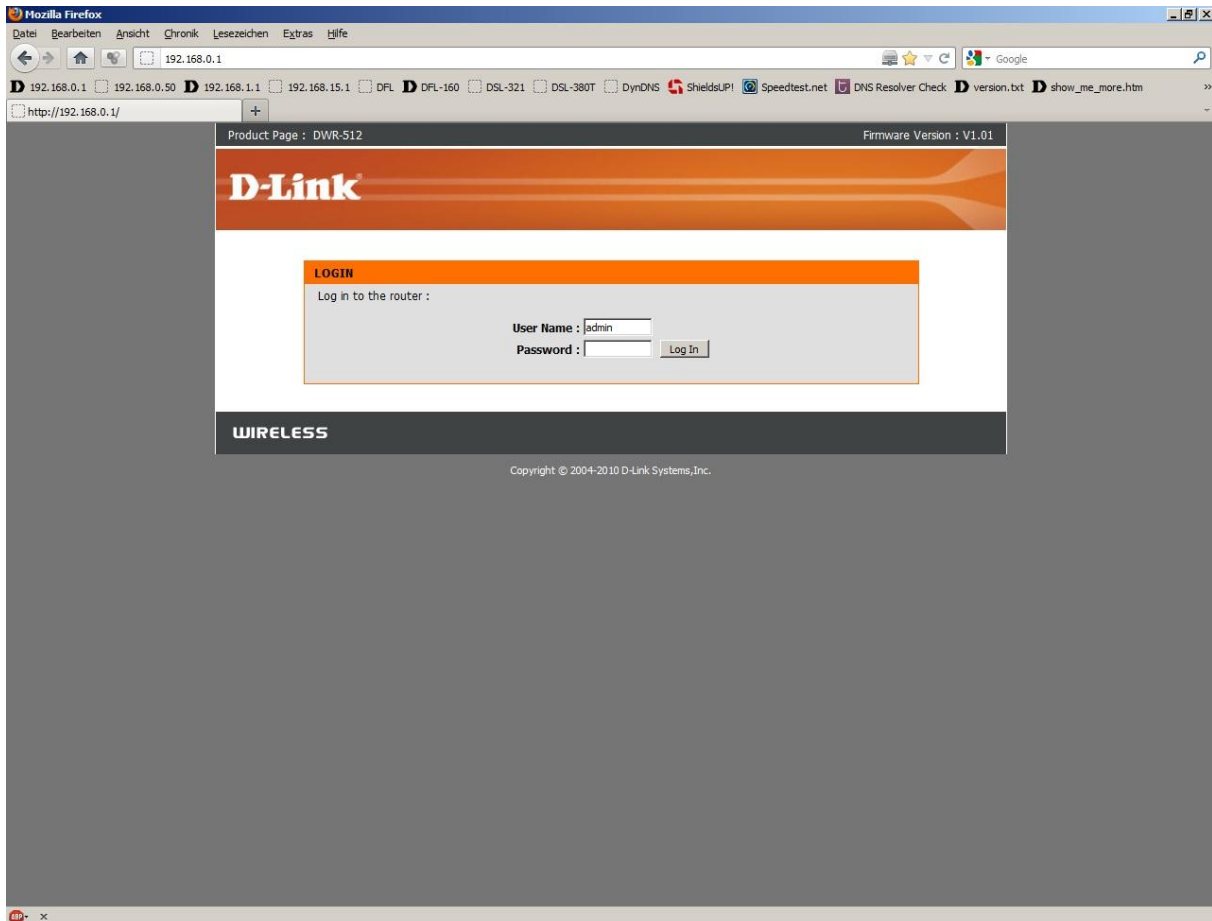 Mozilla Firefox
Datei Bearbeiten Ansicht Chronik Lesezeichen Extras Hilfe
192.168.0.1 Google
192.168.0.1 192.168.0.50 192.168.1.1 192.168.15.1 DFL DFL-160 DSL-321 DSL-380T DynDNS ShieldsUP! Speedtest.net DNS Resolver Check version.txt show_me_more.htm »
http://192.168.0.1/ +
Product Page : DWR-512 Firmware Version : V1.01
D-Link
LOGIN
Log in to the router :
User Name : admin
Password : Log In
WIRELESS
Copyright © 2004-2010 D-Link Systems,Inc.
ABP